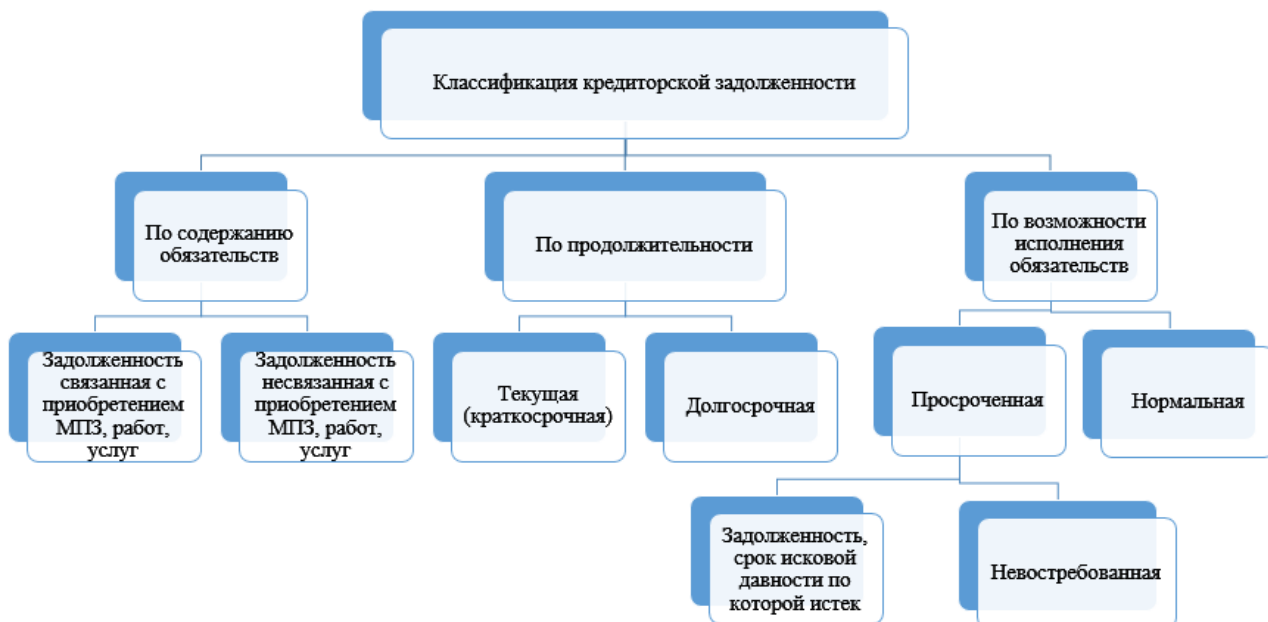 Классификация кредиторской задолженности
По содержанию
обязательств
По продолжительности
По возможности
исполнения
обязательств
Задолженность
связанная с
приобретением
МПЗ, работ,
услуг
Задолженность
несвязанная с
приобретением
МПЗ, работ,
услуг
Текущая
(краткосрочная)
Долгосрочная
Просроченная
Нормальная
Задолженность,
срок исковой
давности по
которой истек
Невостребованная